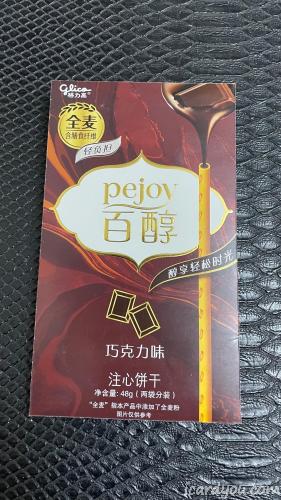 Glico
格力高
全麦
含膳食纤维
轻负担
pejoy
百醇
醇享轻松时光
巧克力味
注心饼干
净含量:48g(两袋分装)
“全麦”指本产品中添加了全麦粉
图片仅供参考
jcardyou.com